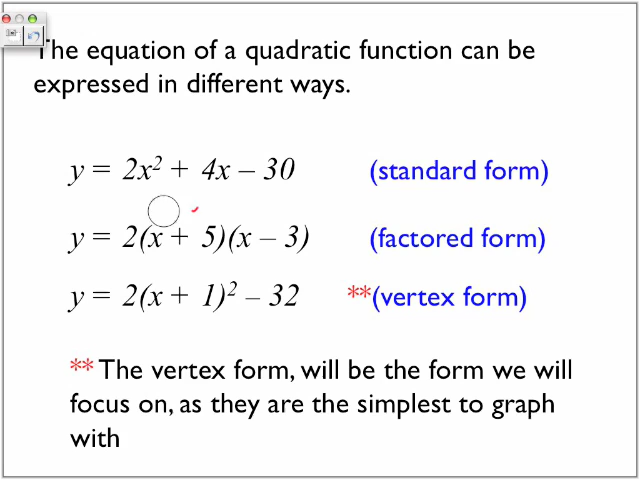 The equation of a quadratic function can be
expressed in different ways.
y = 2x² + 4x – 30 (standard form)
y = 2(x + 5)(x – 3) (factored form)
y = 2(x + 1)² – 32 **(vertex form)
** The vertex form, will be the form we will
focus on, as they are the simplest to graph
with